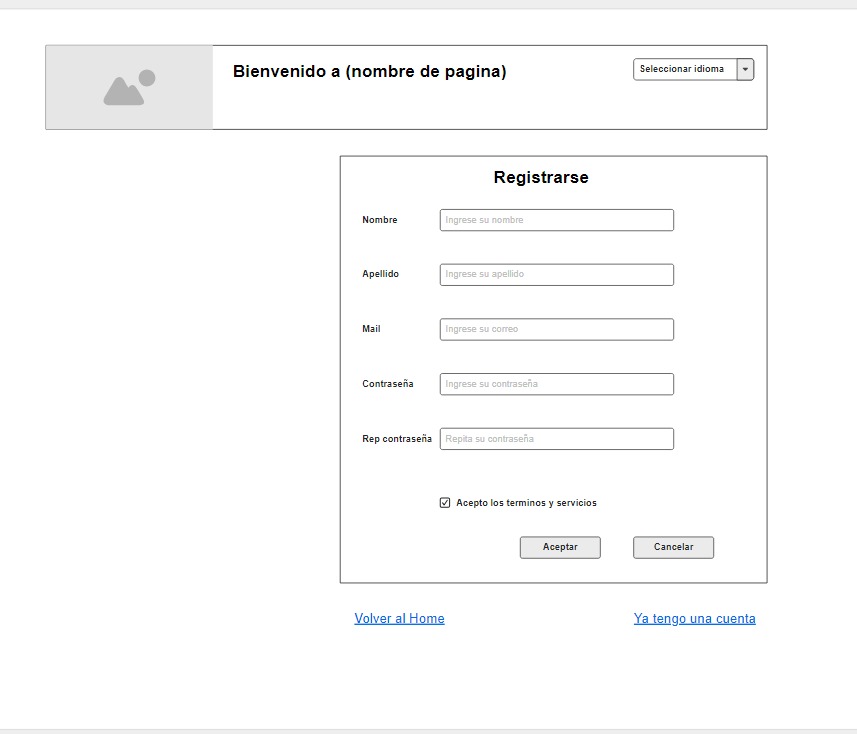 Bienvenido a (nombre de pagina)
Seleccionar idioma
Registrarse
Nombre
Ingrese su nombre
Apellido
Ingrese su apellido
Mail
Ingrese su correo
Contraseña
Ingrese su contraseña
Rep contraseña
Repita su contraseña
Acepto los terminos y servicios
Aceptar
Cancelar
Volver al Home
Ya tengo una cuenta